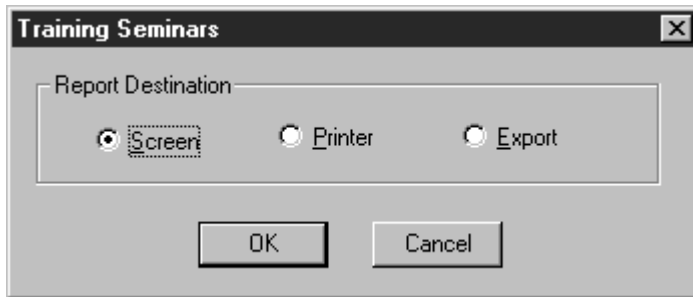 Training Seminars
Report Destination
Screen Printer Export
OK Cancel